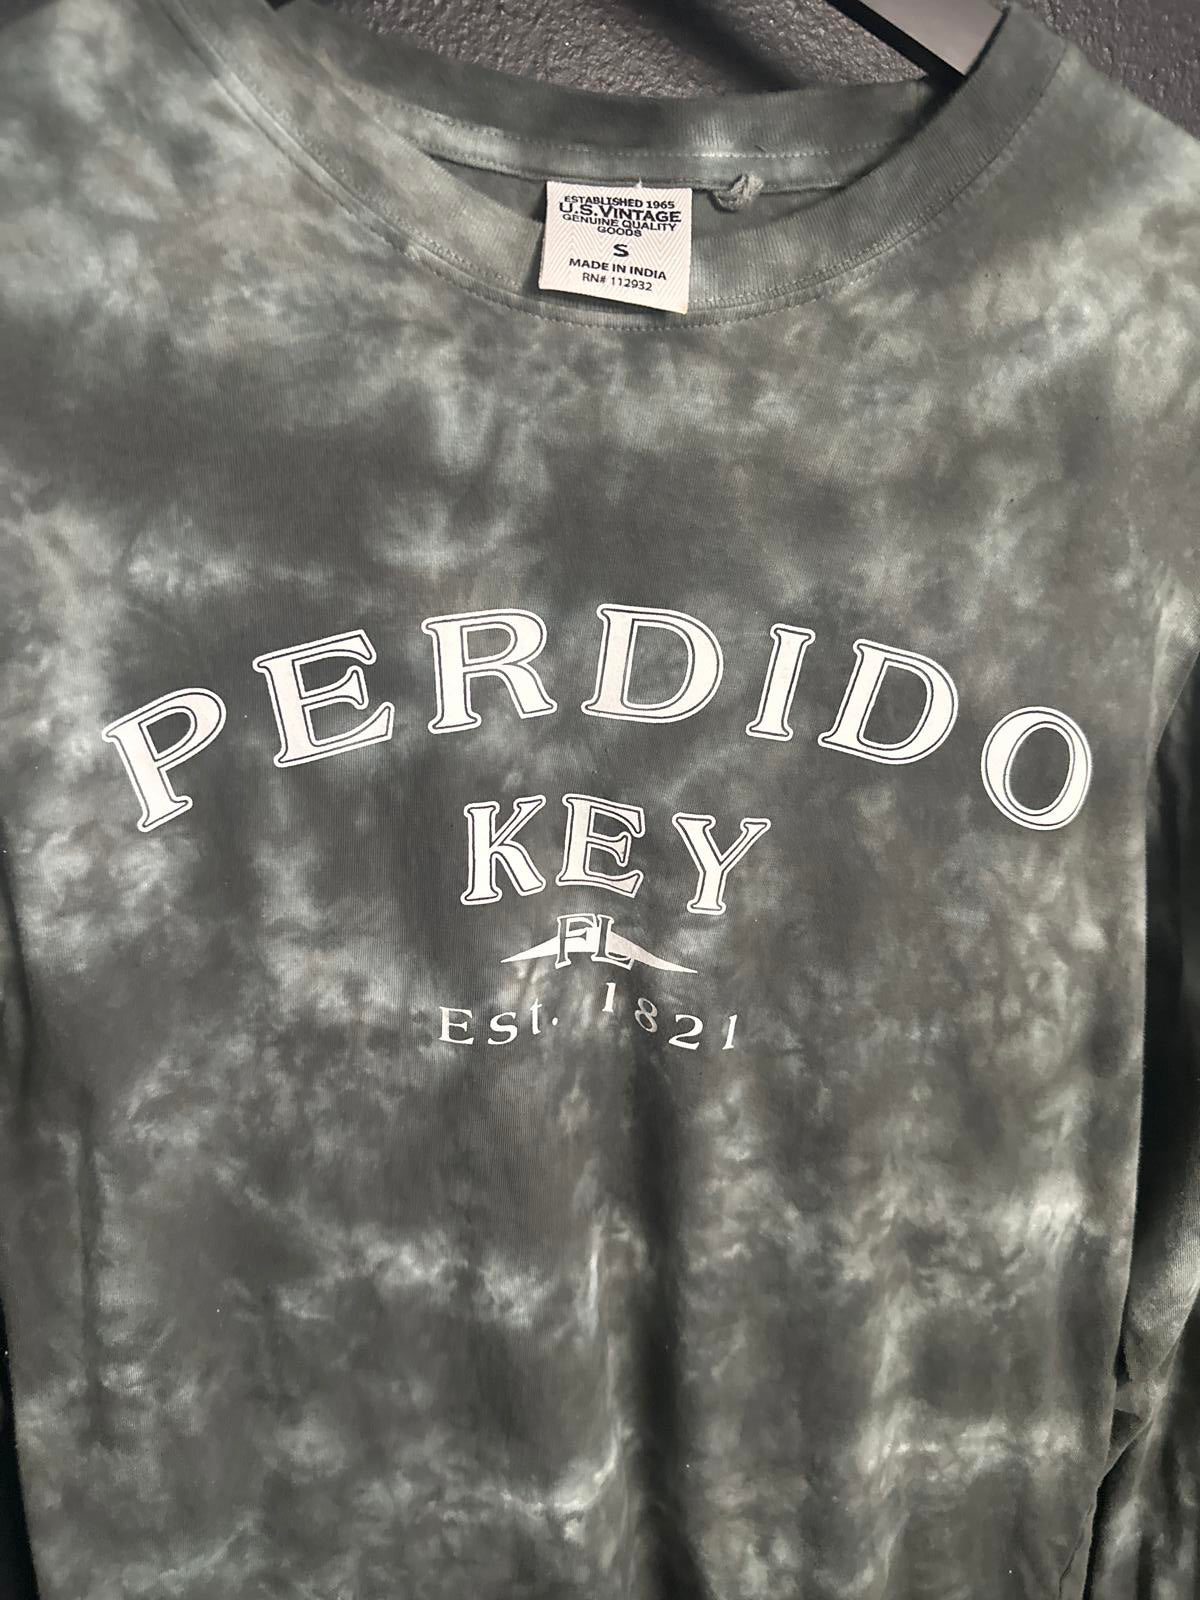 ESTABLISHED 1965
U.S.VINTAGE
GENUINE QUALITY
GOODS
S
MADE IN INDIA
RN# 112932
PERDIDO
KEY
FL
Est. 1821